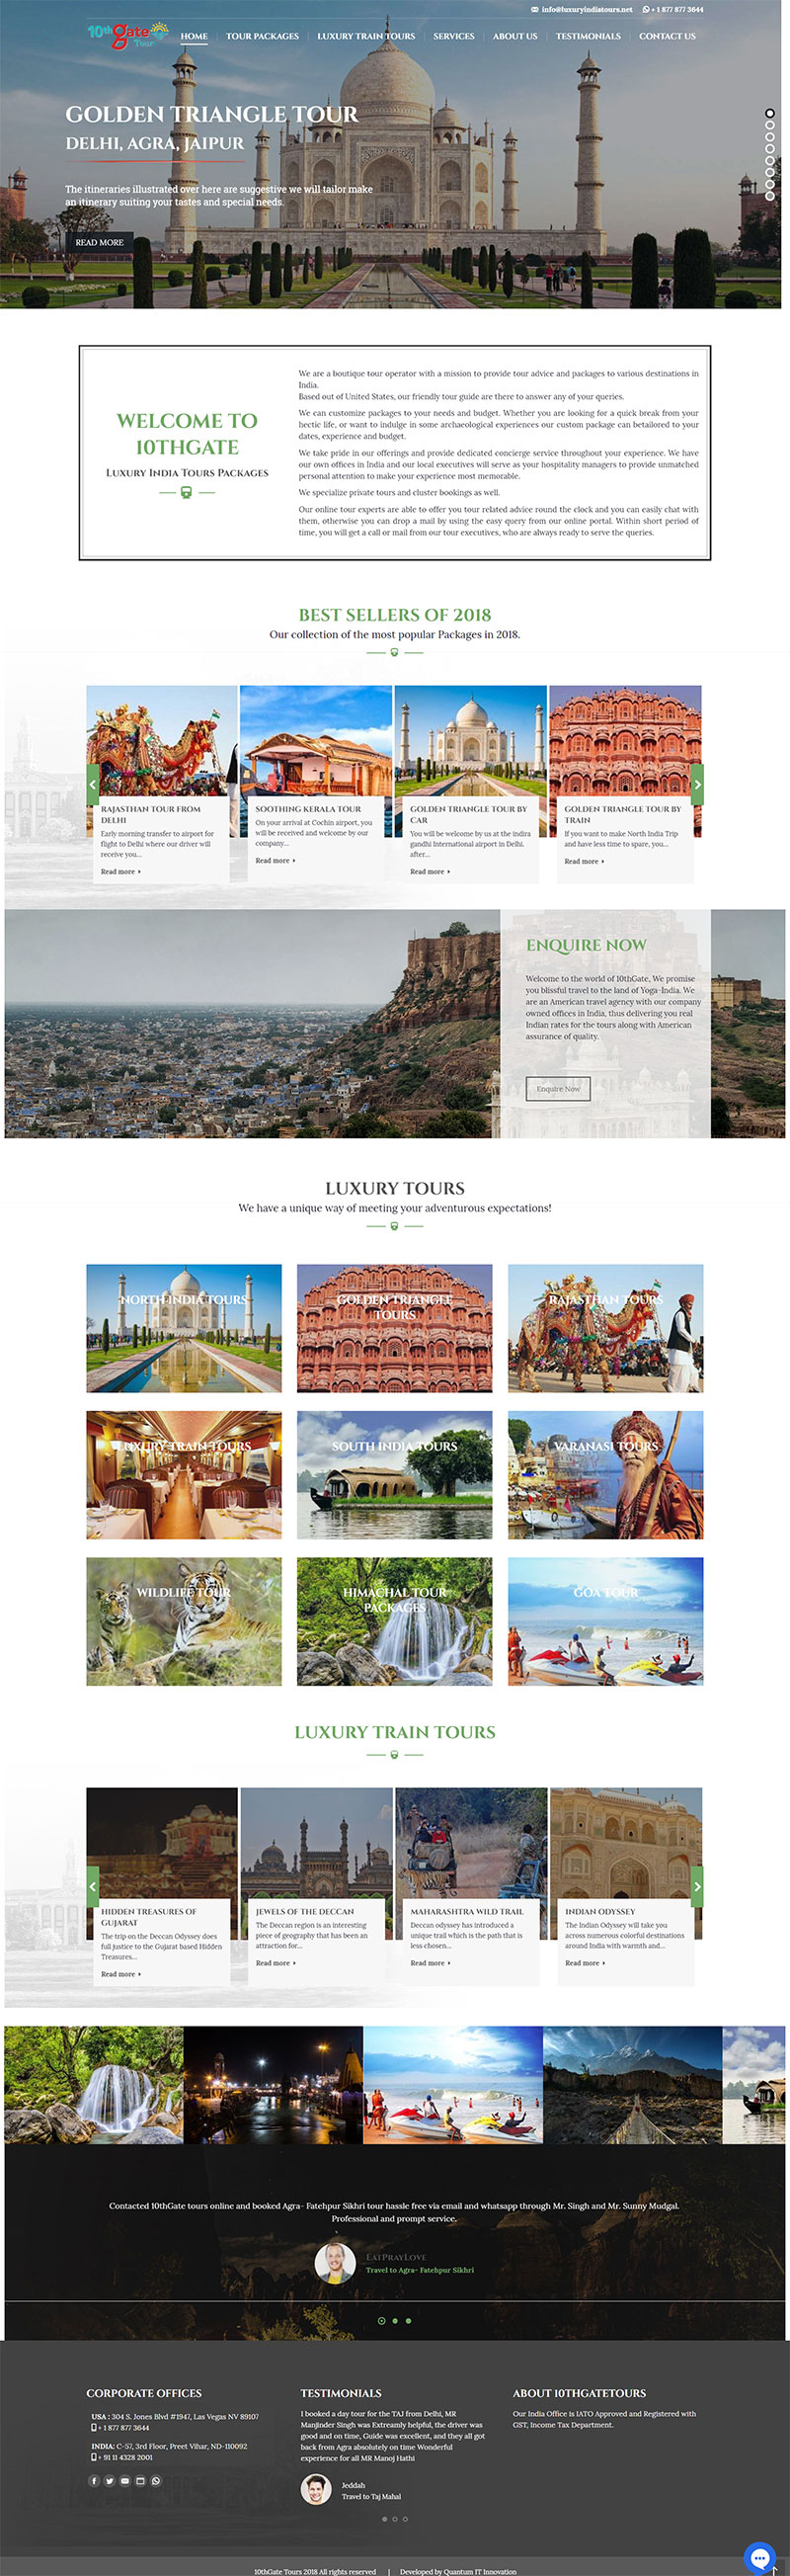 info@luxuryindiatours.net + 1 877 877 3644
10th gate Tour
HOME TOUR PACKAGES LUXURY TRAIN TOURS SERVICES ABOUT US TESTIMONIALS CONTACT US
GOLDEN TRIANGLE TOUR
DELHI, AGRA, JAIPUR
The itineraries illustrated over here are suggestive we will tailor make
an itinerary suiting your tastes and special needs.
READ MORE
WELCOME TO
10THGATE
LUXURY INDIA TOURS PACKAGES
We are a boutique tour operator with a mission to provide tour advice and packages to various destinations in
India.
Based out of United States, our friendly tour guide are there to answer any of your queries.
We can customize packages to your needs and budget. Whether you are looking for a quick break from your
hectic life, or want to indulge in some archaeological experiences our custom package can betailored to your
dates, experience and budget.
We take pride in our offerings and provide dedicated concierge service throughout your experience. We have
our own offices in India and our local executives will serve as your hospitality managers to provide unmatched
personal attention to make your experience most memorable.
We specialize private tours and cluster bookings as well.
Our online tour experts are able to offer you tour related advice round the clock and you can easily chat with
them, otherwise you can drop a mail by using the easy query from our online portal. Within short period of
time, you will get a call or mail from our tour executives, who are always ready to serve the queries.
BEST SELLERS OF 2018
Our collection of the most popular Packages in 2018.
RAJASTHAN TOUR FROM
DELHI
Early morning transfer to airport for
flight to Delhi where our driver will
receive you...
Read more
SOOTHING KERALA TOUR
On your arrival at Cochin airport, you
will be received and welcome by our
company...
Read more
GOLDEN TRIANGLE TOUR BY
CAR
You will be welcome by us at the indira
gandhi International airport in Delhi.
after...
Read more
GOLDEN TRIANGLE TOUR BY
TRAIN
If you want to make North India Trip
and have less time to spare, you...
Read more
ENQUIRE NOW
Welcome to the world of 10thGate, We promise
you blissful travel to the land of Yoga-India. We
are an American travel agency with our company
owned offices in India, thus delivering you real
Indian rates for the tours along with American
assurance of quality.
Enquire Now
LUXURY TOURS
We have a unique way of meeting your adventurous expectations!
NORTH INDIA TOURS
GOLDEN TRIANGLE
TOURS
RAJASTHAN TOURS
LUXURY TRAIN TOURS
SOUTH INDIA TOURS
VARANASI TOURS
WILDLIFE TOUR
HIMACHAL TOUR
PACKAGES
GOA TOUR
LUXURY TRAIN TOURS
HIDDEN TREASURES OF
GUJARAT
The trip on the Deccan Odyssey does
full justice to the Gujarat based Hidden
Treasures...
Read more
JEWELS OF THE DECCAN
The Deccan region is an interesting
piece of geography that has been an
attraction for...
Read more
MAHARASHTRA WILD TRAIL
Deccan odyssey has introduced a
unique trail which is the path that is
less chosen...
Read more
INDIAN ODYSSEY
The Indian Odyssey will take you
across numerous colorful destinations
around India with warmth and...
Read more
Contacted 10thGate tours online and booked Agra- Fatehpur Sikhri tour hassle free via email and whatsapp through Mr. Singh and Mr. Sunny Mudgal.
Professional and prompt service.
EATPRAYLOVE
Travel to Agra- Fatehpur Sikhri
CORPORATE OFFICES
USA : 304 S. Jones Blvd #1947, Las Vegas NV 89107
+ 1 877 877 3644
INDIA: C-57, 3rd Floor, Preet Vihar, ND-110092
+ 91 11 4328 2001
TESTIMONIALS
I booked a day tour for the TAJ from Delhi, MR
Manjinder Singh was Extreamly helpful, the driver was
good and on time, Guide was excellent, and they all got
back from Agra absolutely on time Wonderful
experience for all MR Manoj Hathi
Jeddah
Travel to Taj Mahal
ABOUT 10THGATETOURS
Our India Office is IATO Approved and Registered with
GST, Income Tax Department.
10thGate Tours 2018 All rights reserved | Developed by Quantum IT Innovation